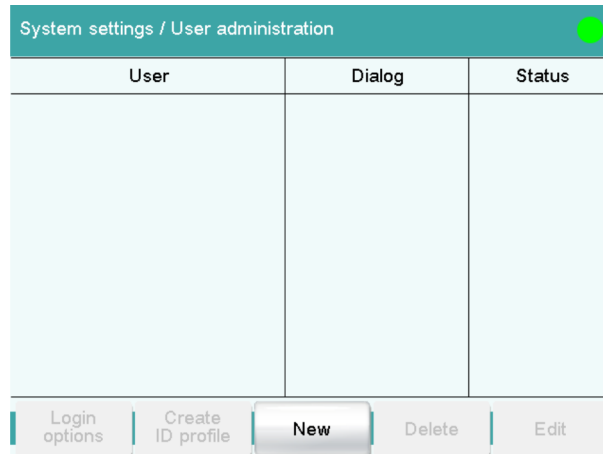 System settings / User administration
User Dialog Status
Login options Create ID profile New Delete Edit